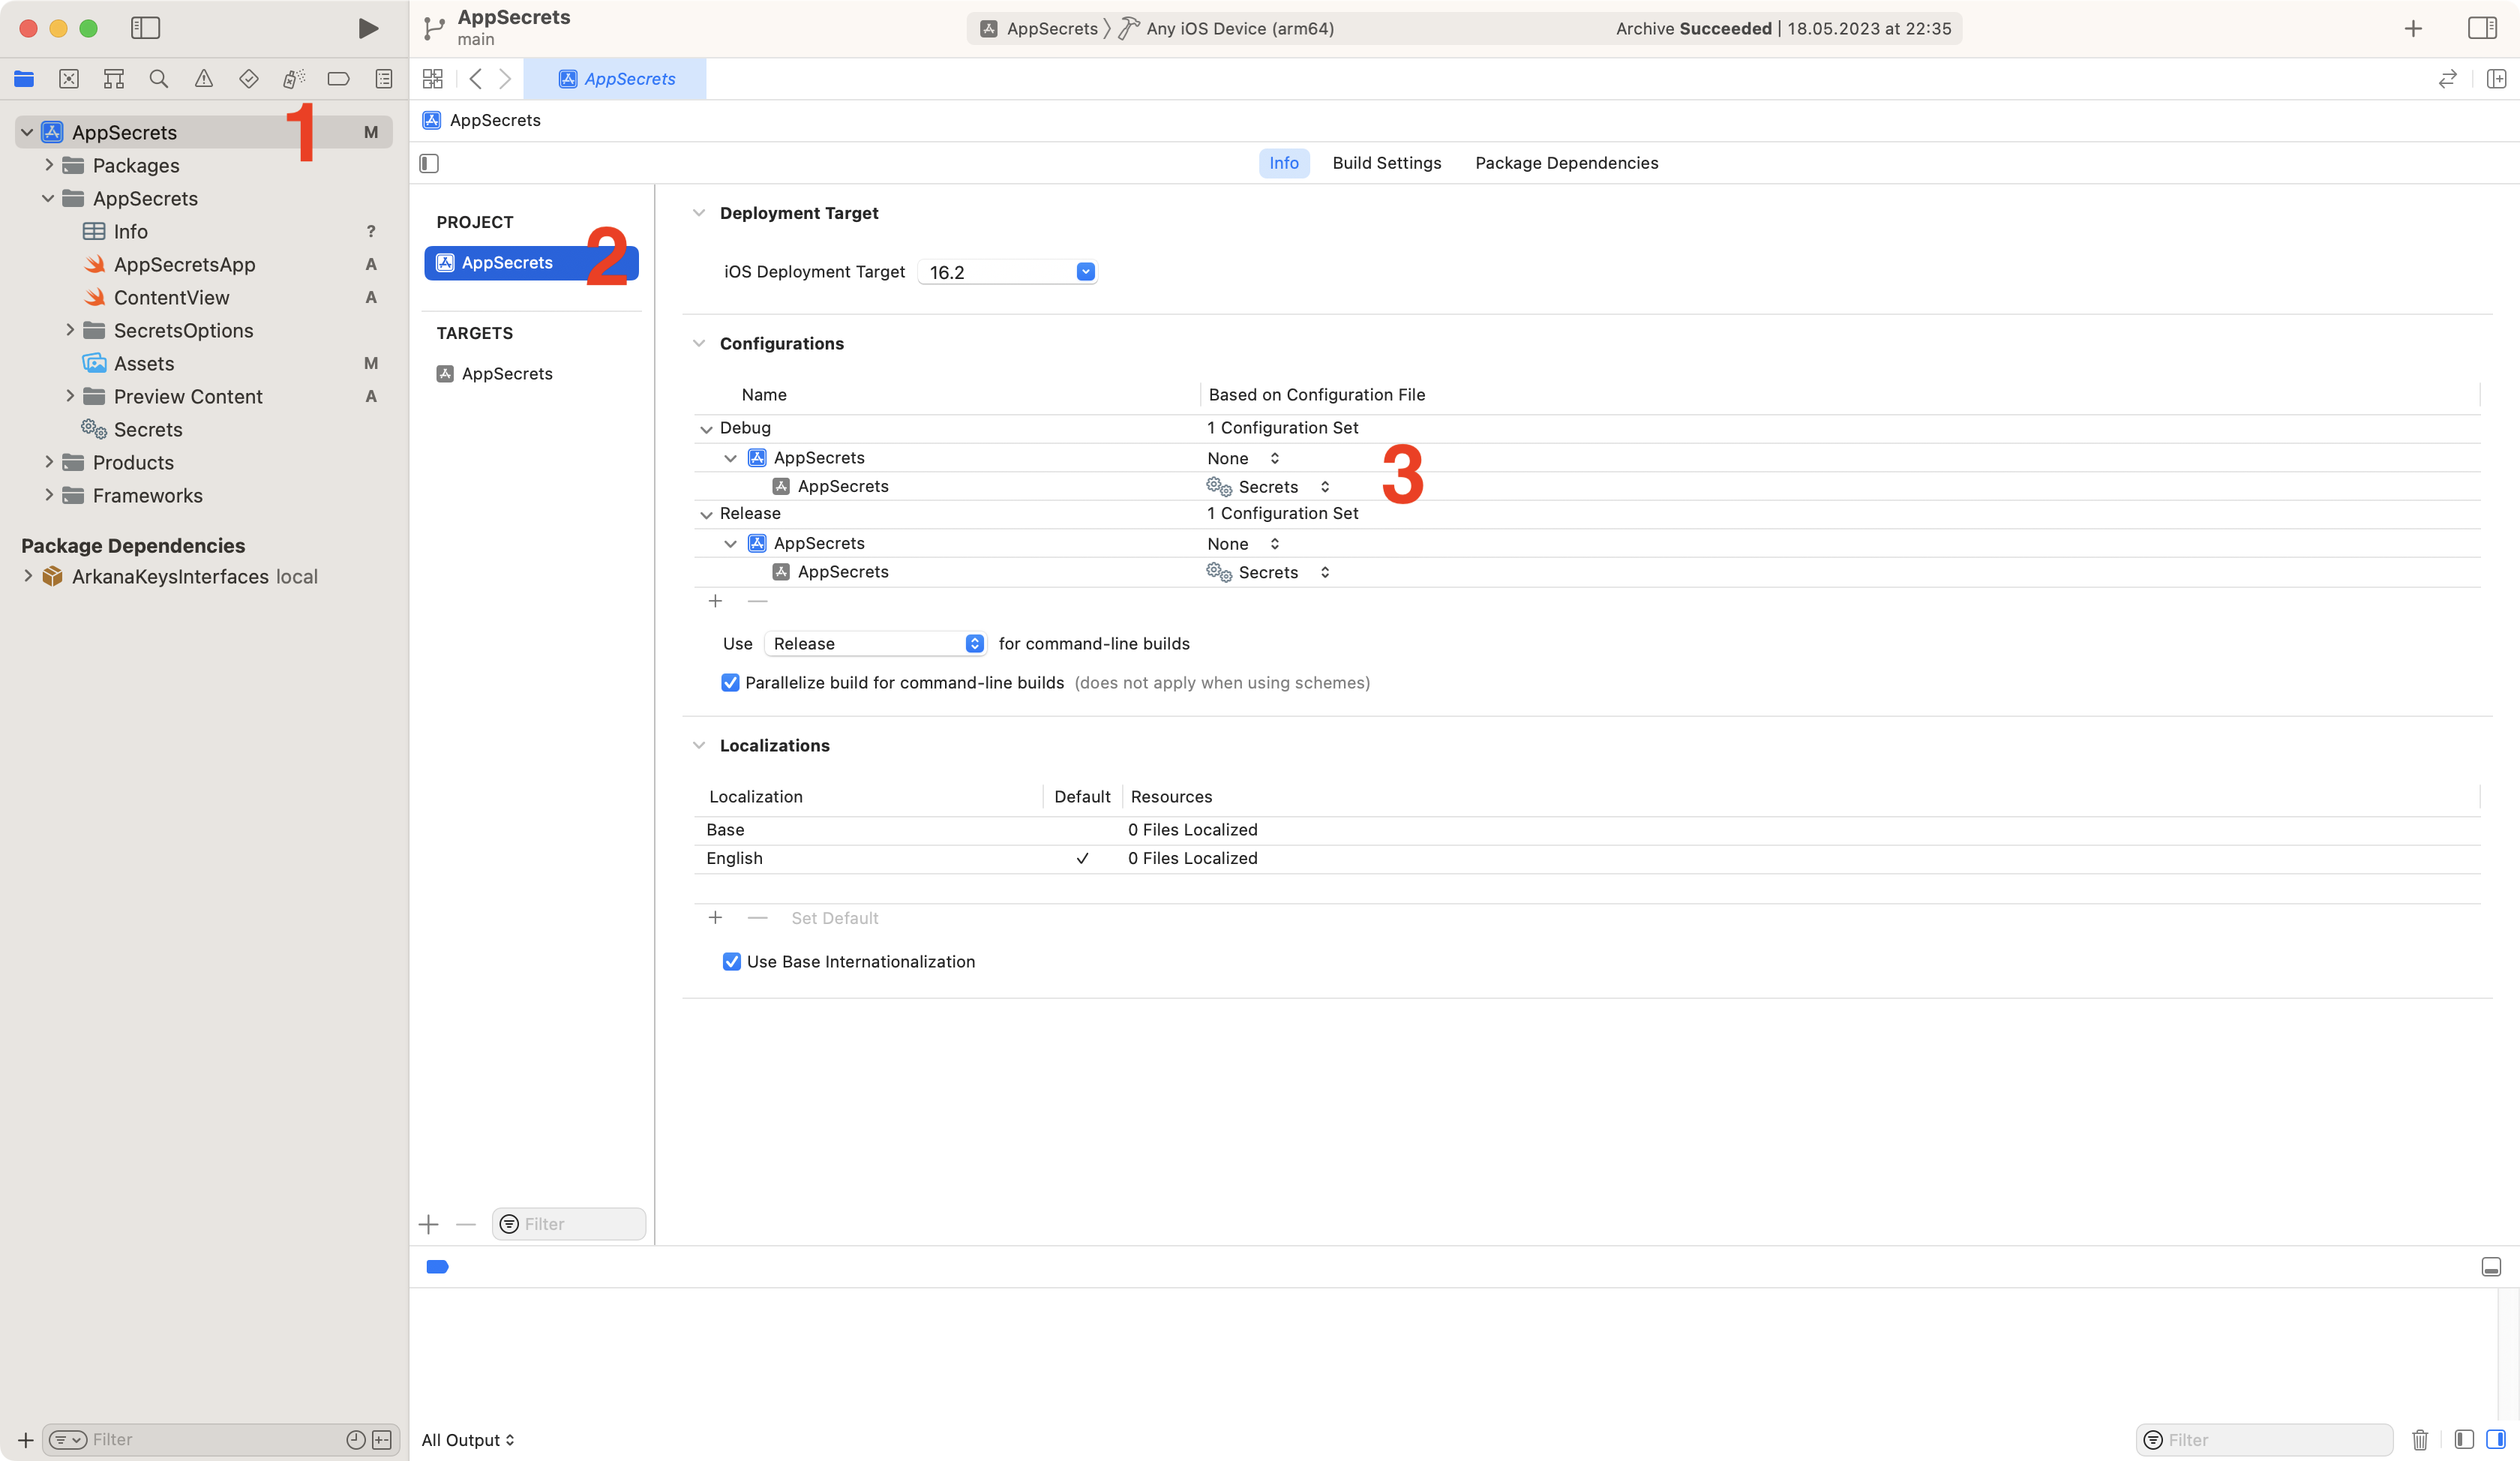 AppSecrets
main
AppSecrets Any iOS Device (arm64)
Archive Succeeded | 18.05.2023 at 22:35
AppSecrets
1
AppSecrets M
Packages
AppSecrets
Info ?
AppSecretsApp A
ContentView A
SecretsOptions
Assets M
Preview Content A
Secrets
Products
Frameworks
Package Dependencies
ArkanaKeysInterfaces local
Filter
AppSecrets
Info Build Settings Package Dependencies
PROJECT
AppSecrets
2
TARGETS
AppSecrets
Filter
Deployment Target
iOS Deployment Target 16.2
Configurations
Name Based on Configuration File
Debug 1 Configuration Set
AppSecrets None
3
AppSecrets Secrets
Release 1 Configuration Set
AppSecrets None
AppSecrets Secrets
Use Release for command-line builds
Parallelize build for command-line builds (does not apply when using schemes)
Localizations
Localization Default Resources
Base 0 Files Localized
English ✓ 0 Files Localized
Set Default
Use Base Internationalization
All Output
Filter